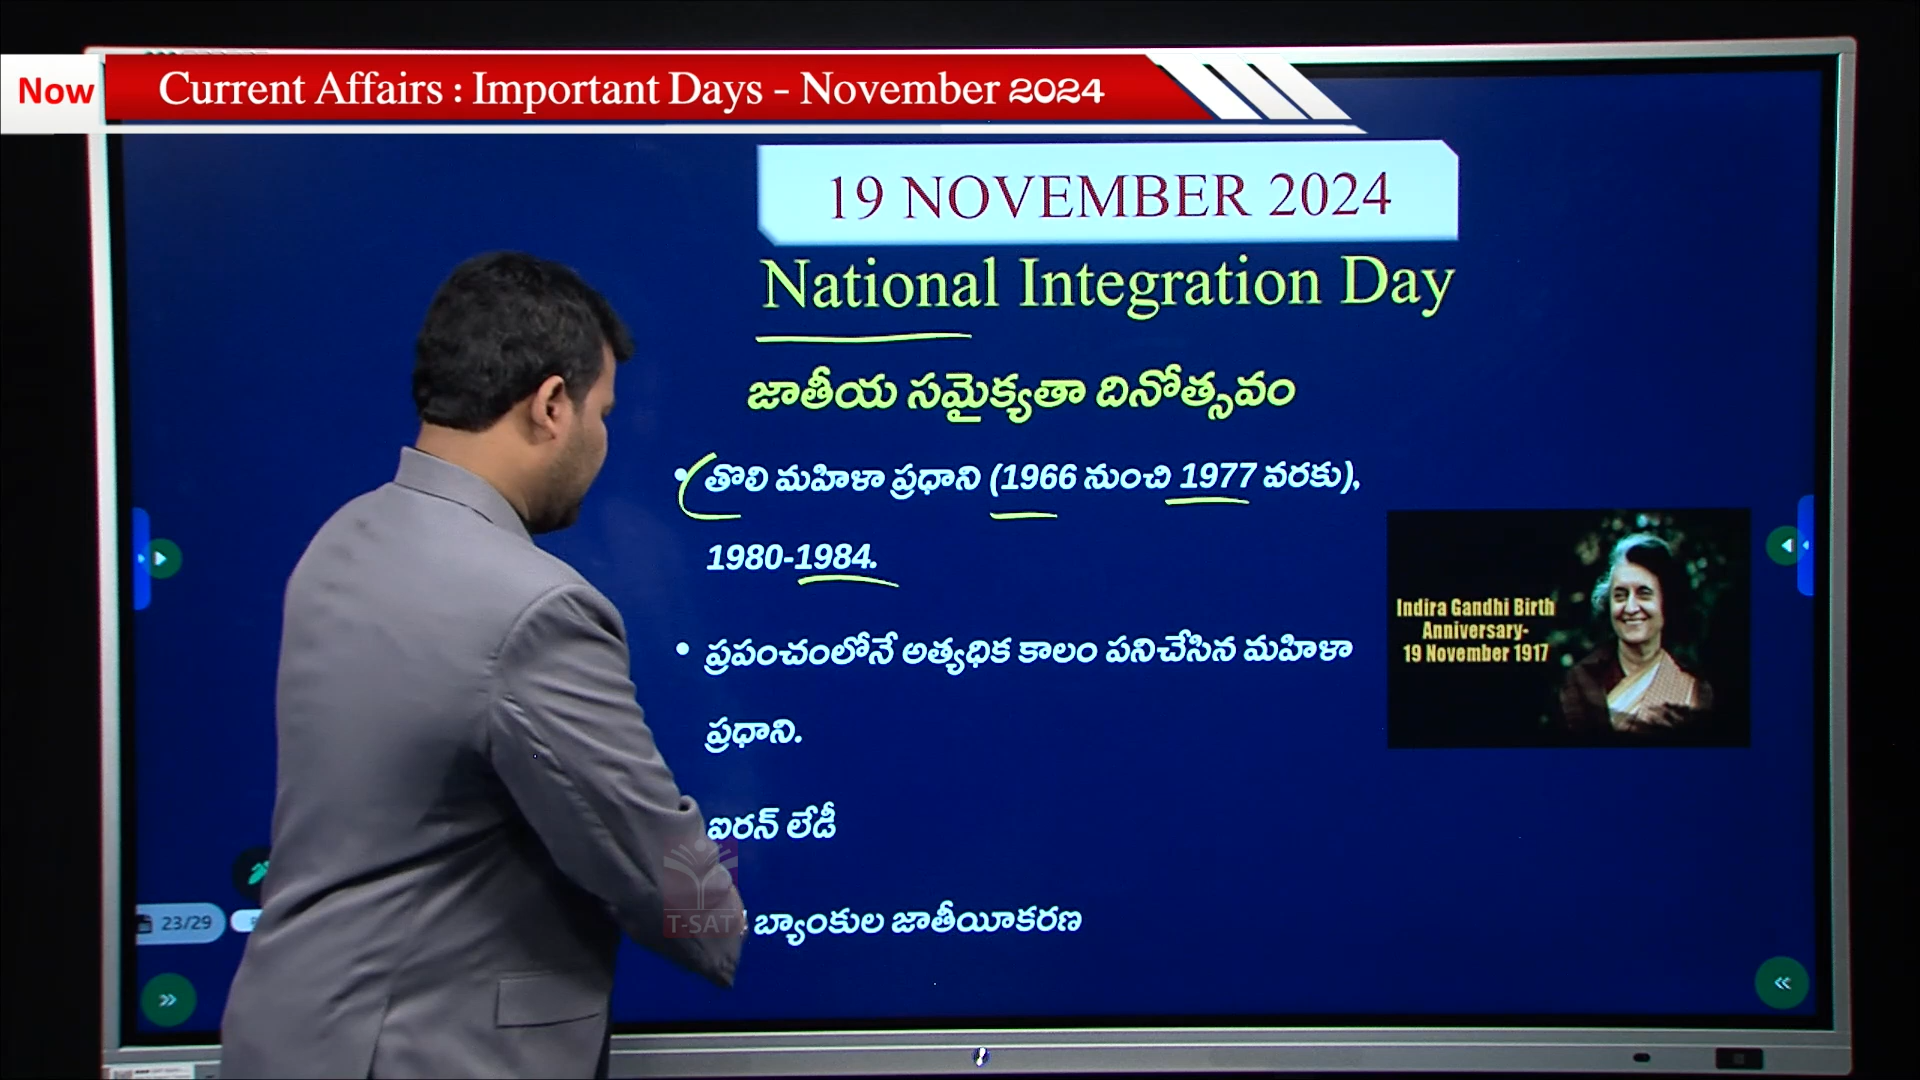 Now
Current Affairs : Important Days - November 2024
19 NOVEMBER 2024
National Integration Day
జాతీయ సమైక్యతా దినోత్సవం
• తొలి మహిళా ప్రధాని (1966 నుంచి 1977 వరకు),
1980-1984.
• ప్రపంచంలోనే అత్యధిక కాలం పనిచేసిన మహిళా
ప్రధాని.
ఐరన్ లేడీ
బ్యాంకుల జాతీయీకరణ
Indira Gandhi Birth
Anniversary-
19 November 1917
23/29
T-SAT